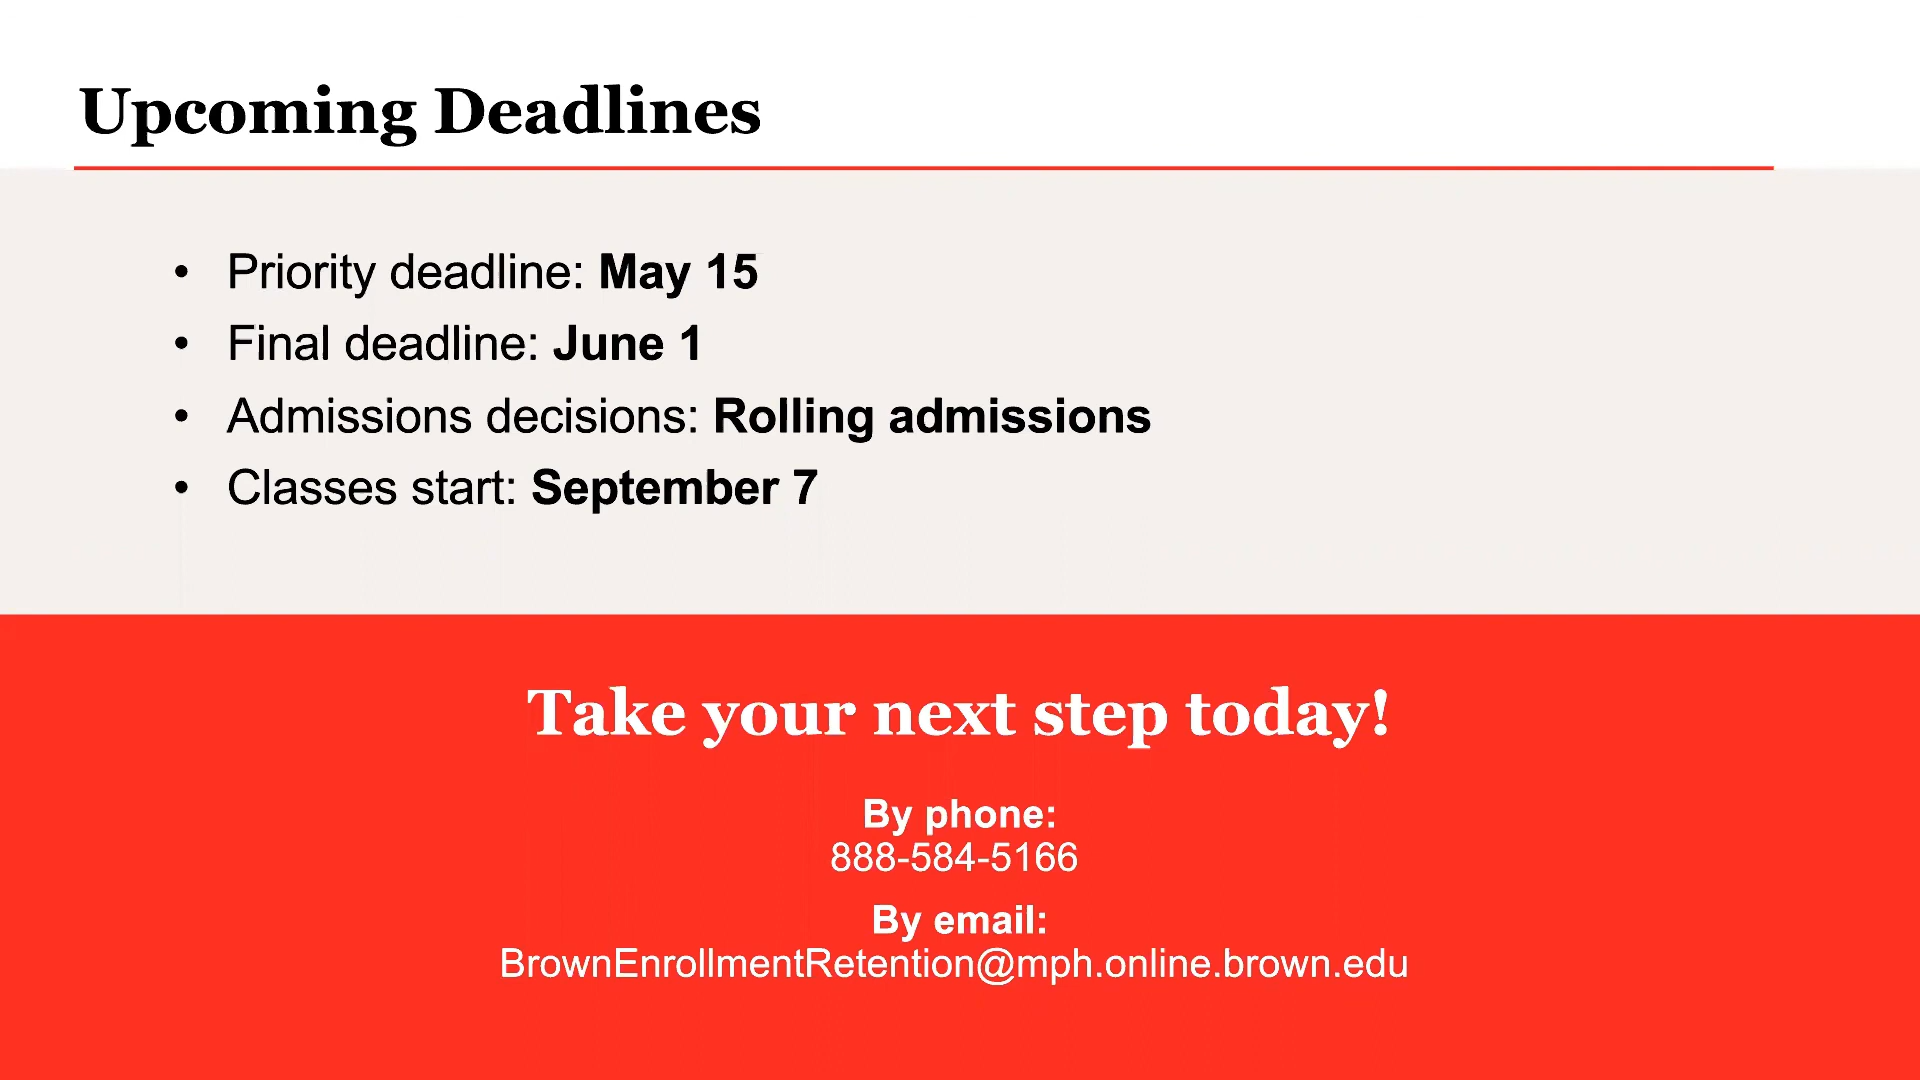 Upcoming Deadlines
• Priority deadline: May 15
• Final deadline: June 1
• Admissions decisions: Rolling admissions
• Classes start: September 7
Take your next step today!
By phone:
888-584-5166
By email:
BrownEnrollmentRetention@mph.online.brown.edu